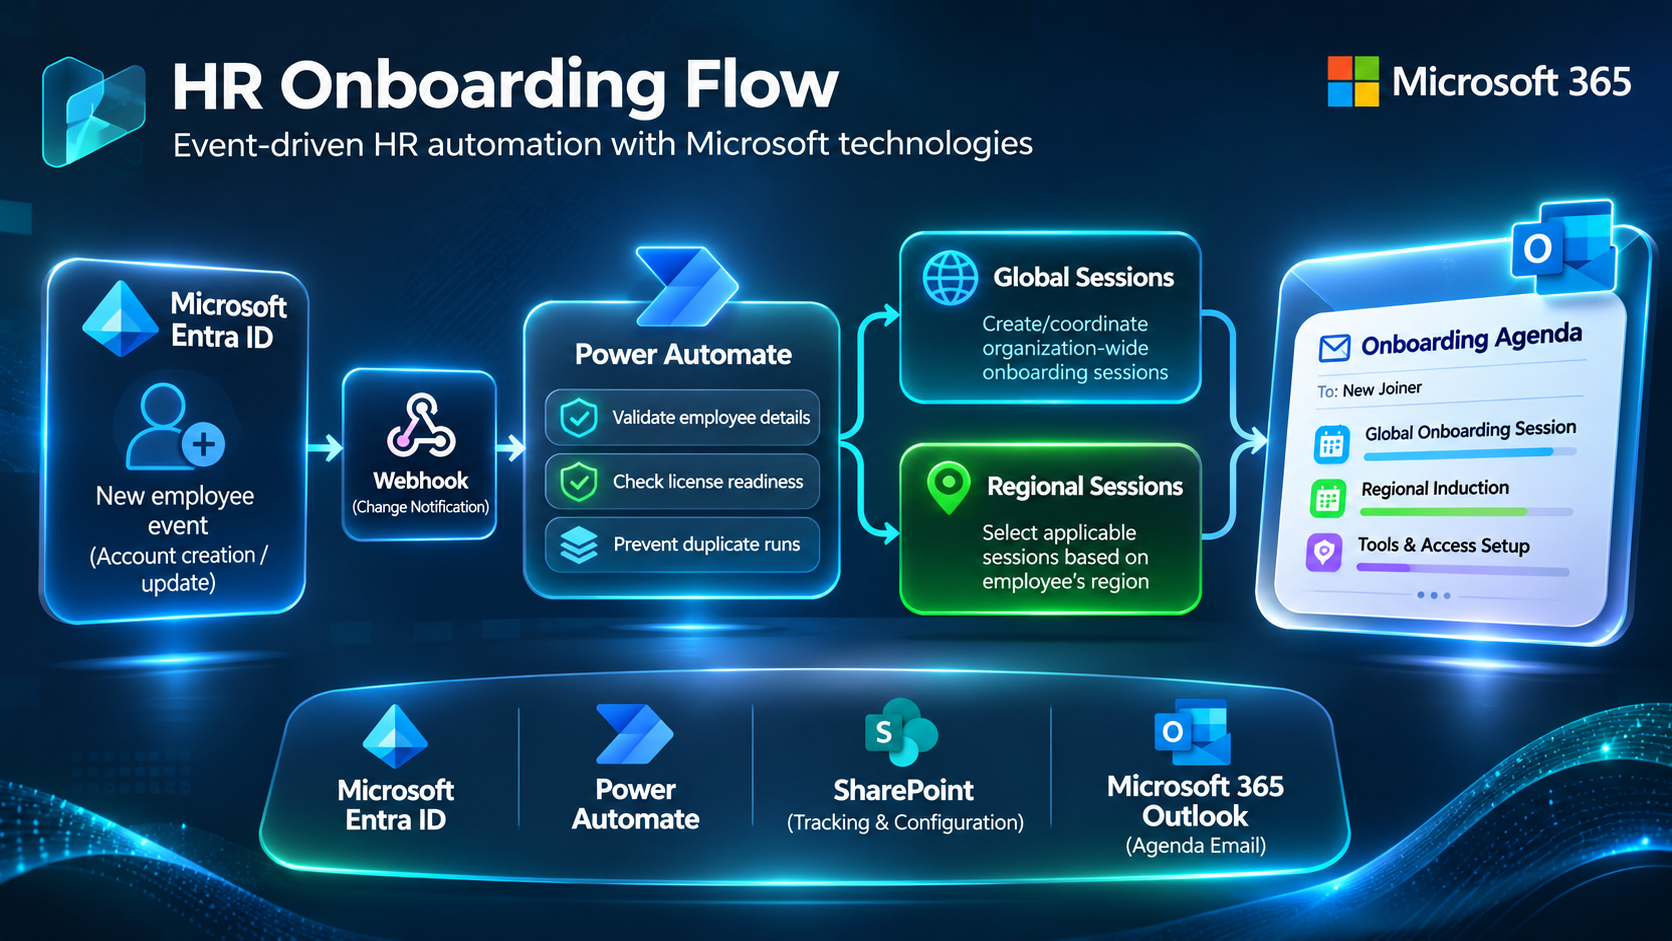 HR Onboarding Flow
Event-driven HR automation with Microsoft technologies
Microsoft 365
Microsoft
Entra ID
New employee
event
(Account creation /
update)
Webhook
(Change Notification)
Power Automate
Validate employee details
Check license readiness
Prevent duplicate runs
Global Sessions
Create/coordinate
organization-wide
onboarding sessions
Regional Sessions
Select applicable
sessions based on
employee's region
O
Onboarding Agenda
To: New Joiner
Global Onboarding Session
Regional Induction
Tools & Access Setup
Microsoft
Entra ID
Power
Automate
S
SharePoint
(Tracking & Configuration)
O
Microsoft 365
Outlook
(Agenda Email)